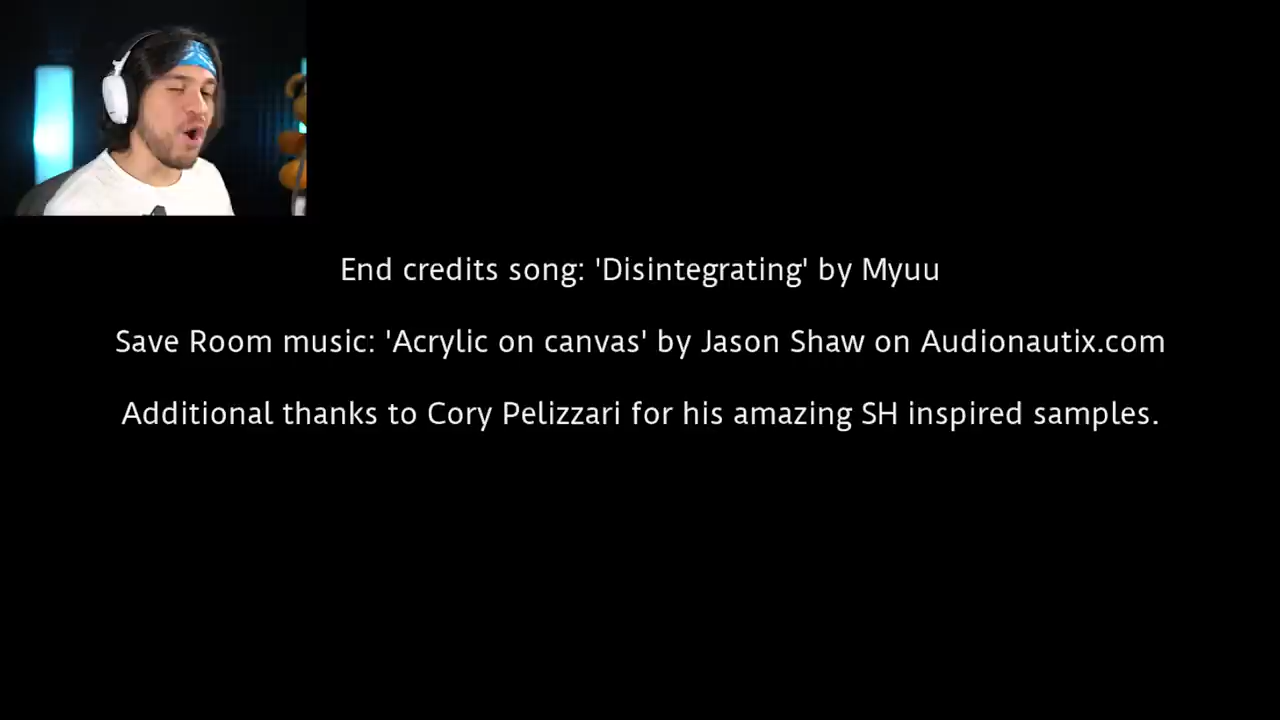 End credits song: 'Disintegrating' by Myuu
Save Room music: 'Acrylic on canvas' by Jason Shaw on Audionautix.com
Additional thanks to Cory Pelizzari for his amazing SH inspired samples.